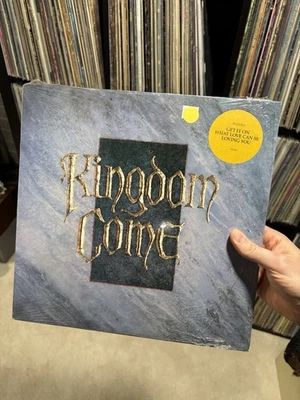 GET IT ON
WHAT LOVE CAN BE
LOVING YOU
Kingdom
Come